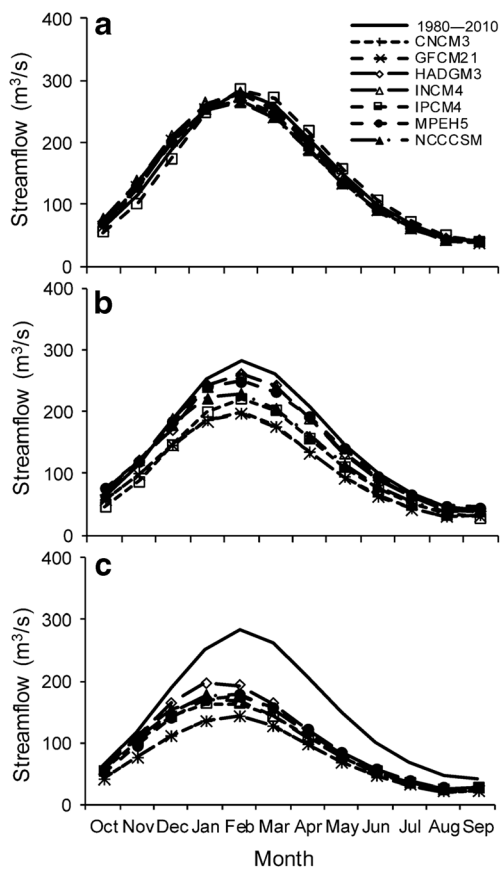 a
400
300
200
100
0
Streamflow (m³/s)
1980—2010
CNCM3
GFCM21
HADGM3
INCM4
IPCM4
MPEH5
NCCCSM
b
400
300
200
100
0
Streamflow (m³/s)
c
400
300
200
100
0
Streamflow (m³/s)
Oct Nov Dec Jan Feb Mar Apr May Jun Jul Aug Sep
Month